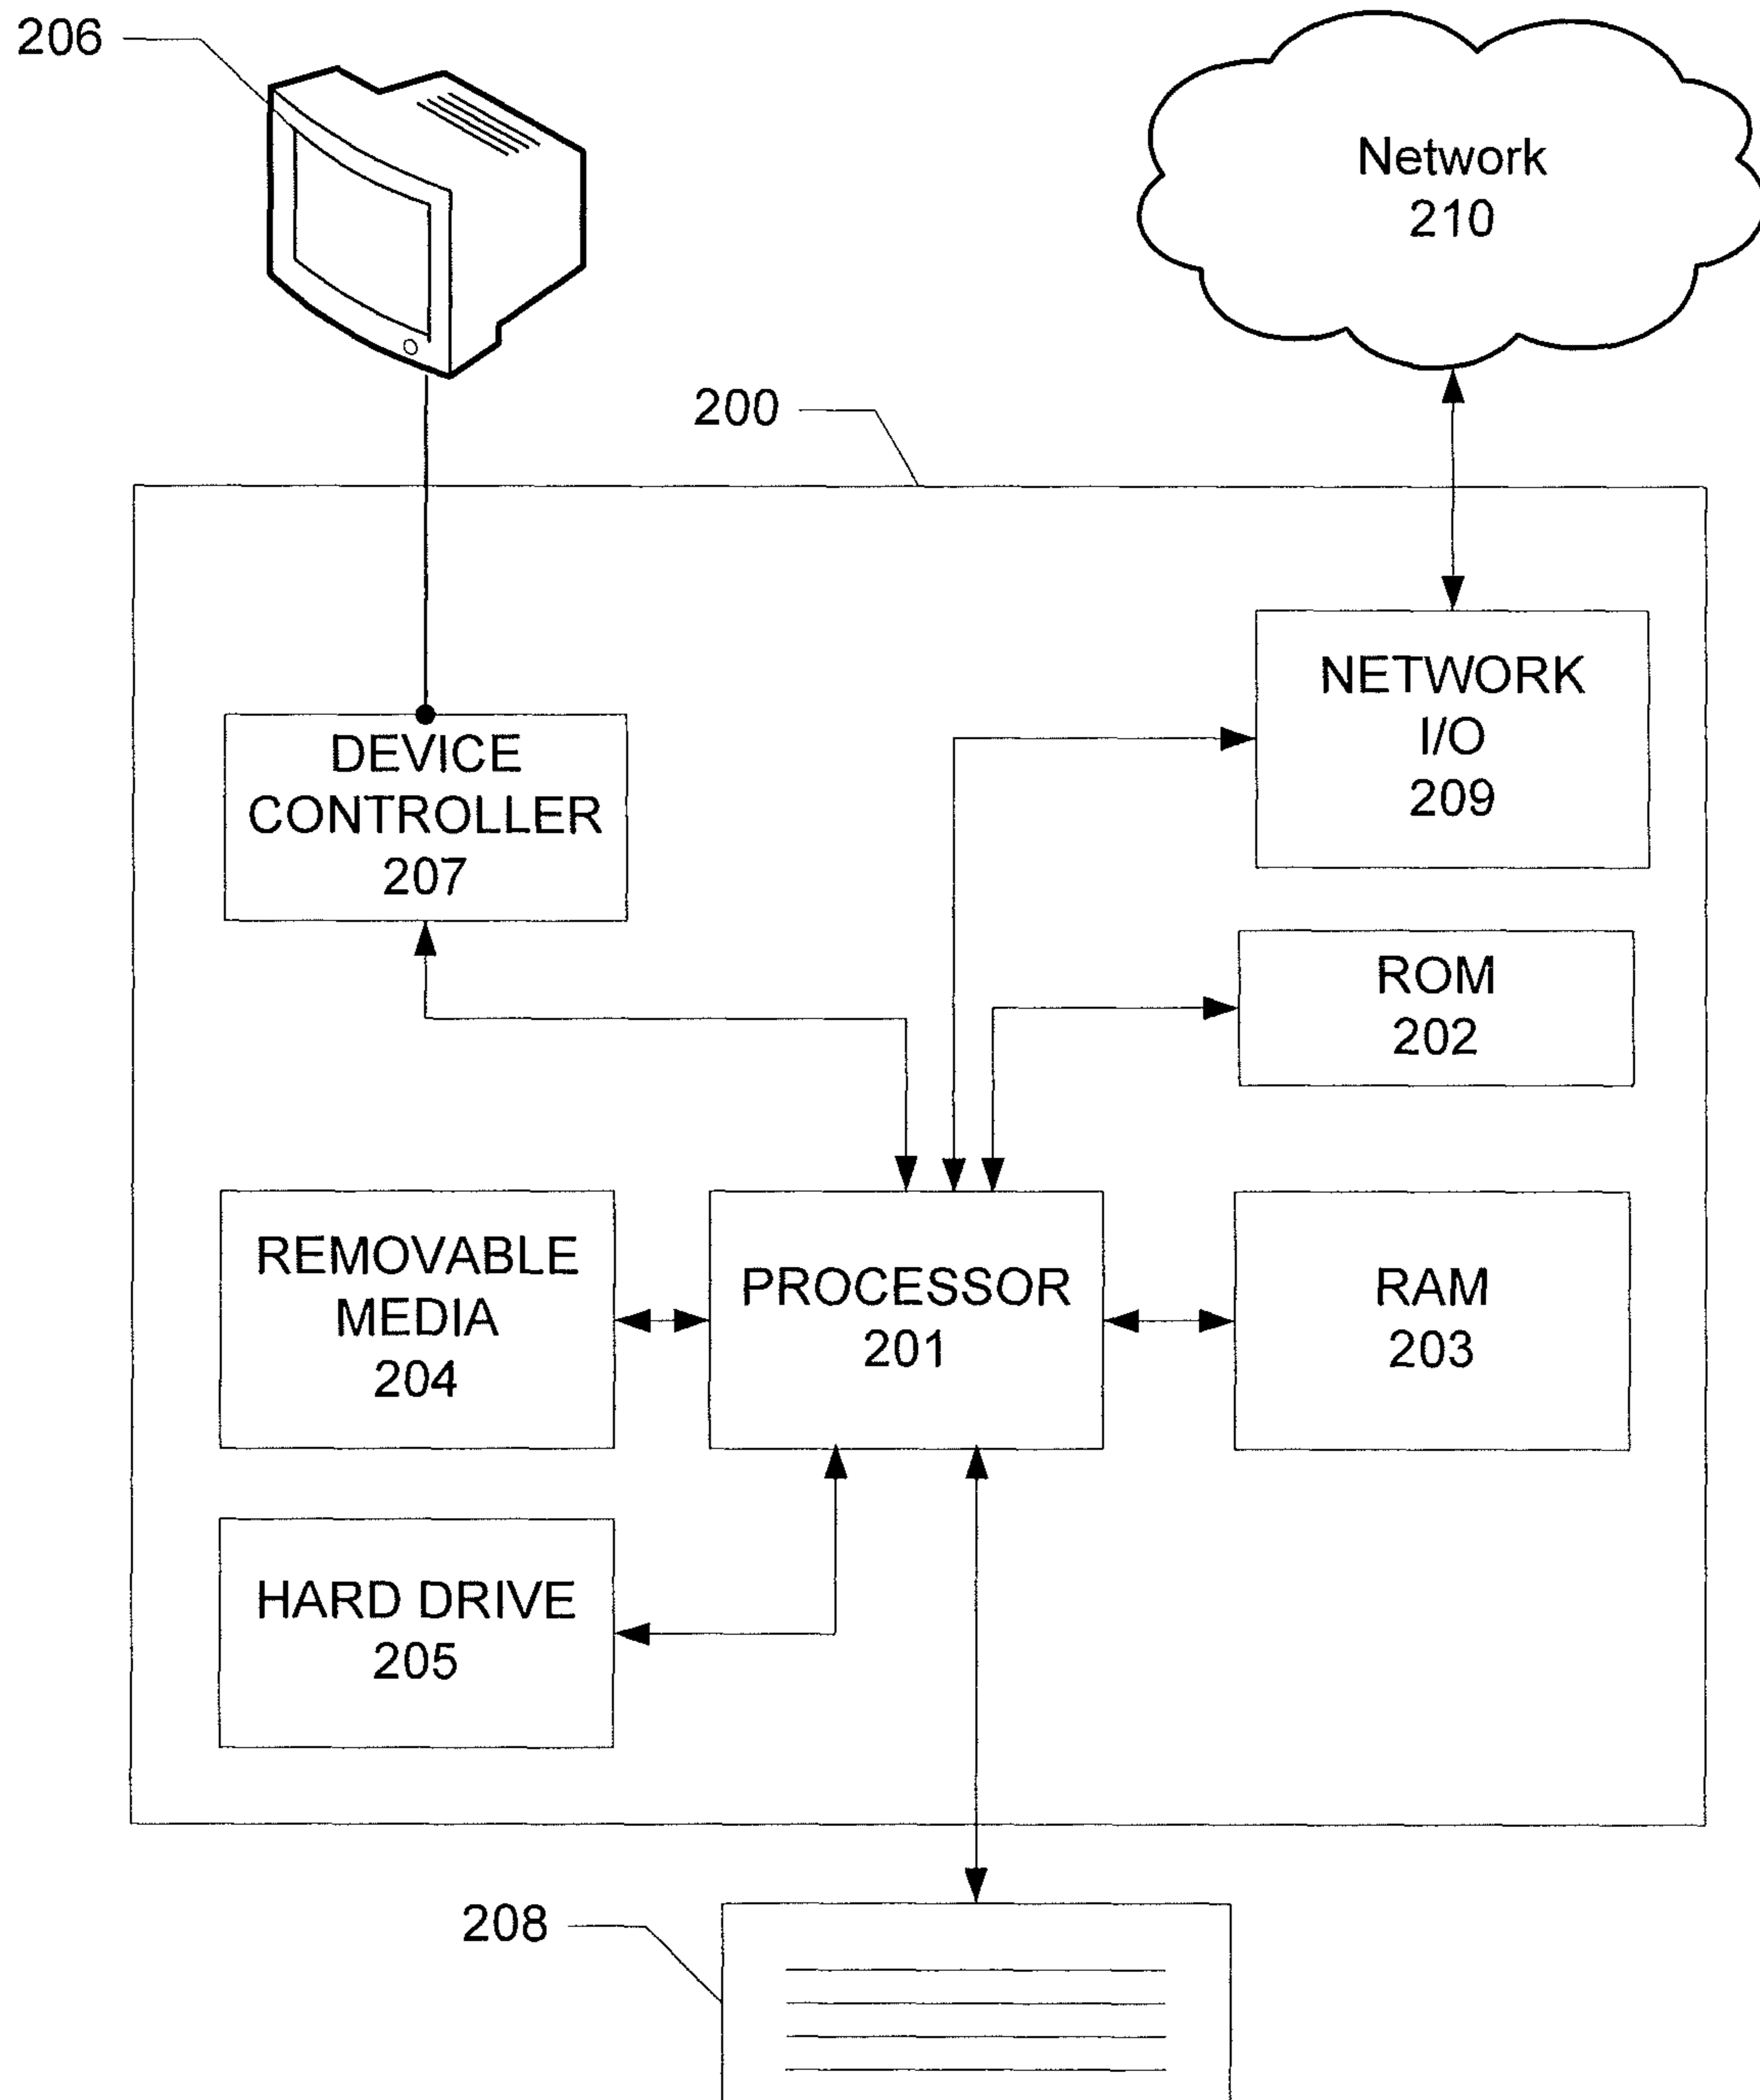 206
Network
210
200
NETWORK
I/O
209
DEVICE
CONTROLLER
207
ROM
202
REMOVABLE
MEDIA
204
PROCESSOR
201
RAM
203
HARD DRIVE
205
208